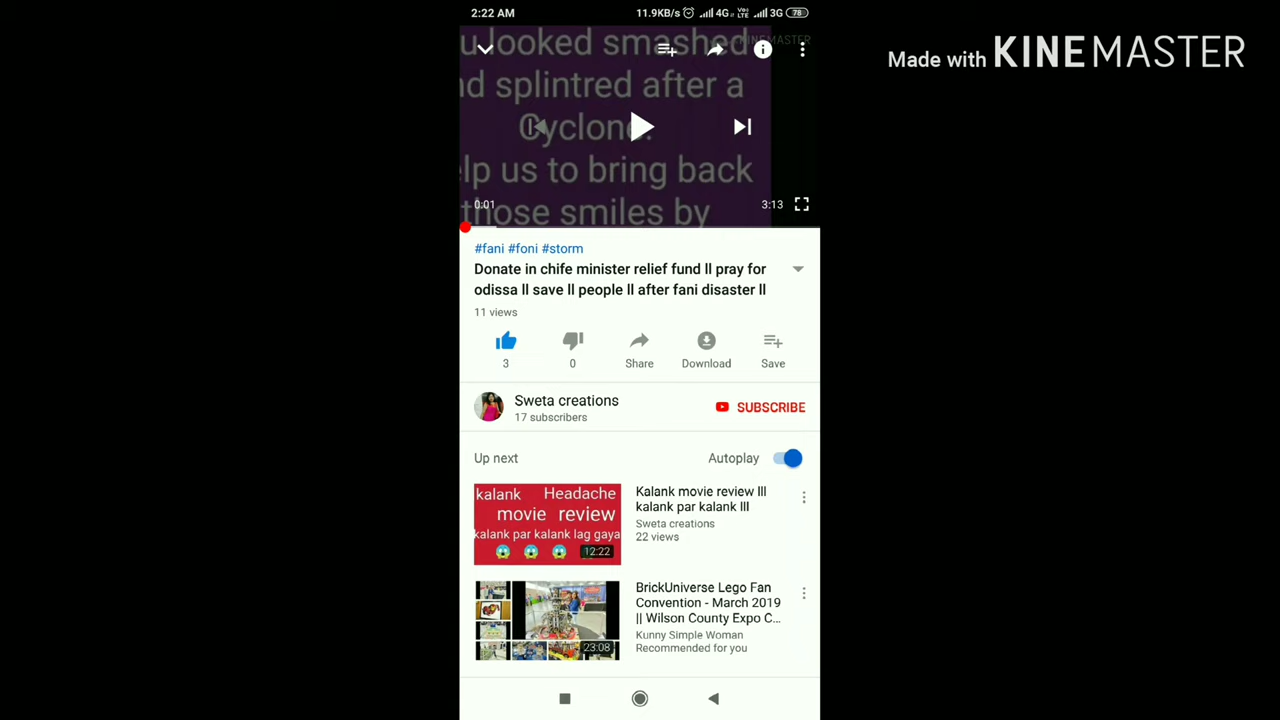 2:22 AM
11.9KB/s 4G VoLTE 3G 78
Made with KINEMASTER
u looked smashed
nd splintred after a
Cyclone.
lp us to bring back
those smiles by
0:01
3:13
#fani #foni #storm
Donate in chife minister relief fund ll pray for
odissa ll save ll people ll after fani disaster ll
11 views
3
0
Share
Download
Save
Sweta creations
17 subscribers
SUBSCRIBE
Up next
Autoplay
kalank Headache
movie review
kalank par kalank lag gaya
12:22
Kalank movie review lll
kalank par kalank lll
Sweta creations
22 views
23:08
BrickUniverse Lego Fan
Convention - March 2019
|| Wilson County Expo C...
Kunny Simple Woman
Recommended for you